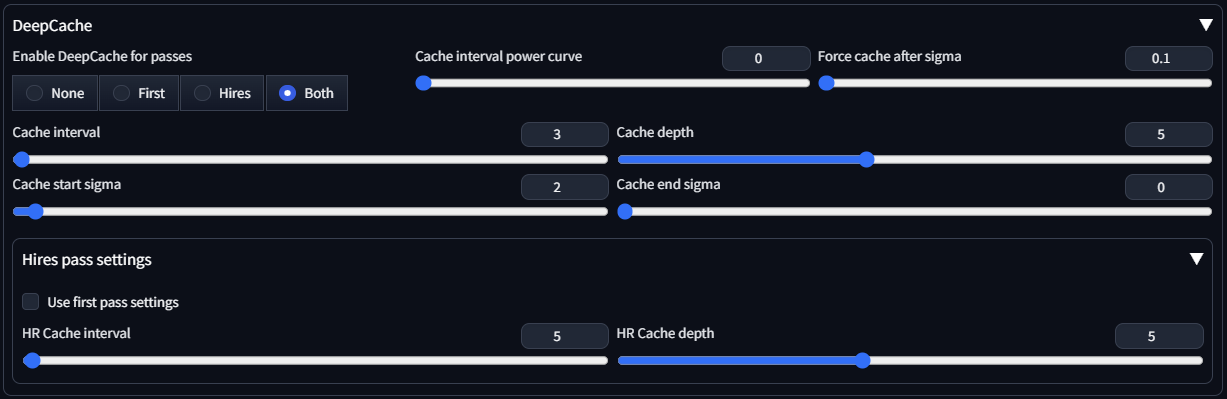 DeepCache
Enable DeepCache for passes
None First Hires Both
Cache interval power curve 0
Force cache after sigma 0.1
Cache interval 3
Cache depth 5
Cache start sigma 2
Cache end sigma 0
Hires pass settings
Use first pass settings
HR Cache interval 5
HR Cache depth 5